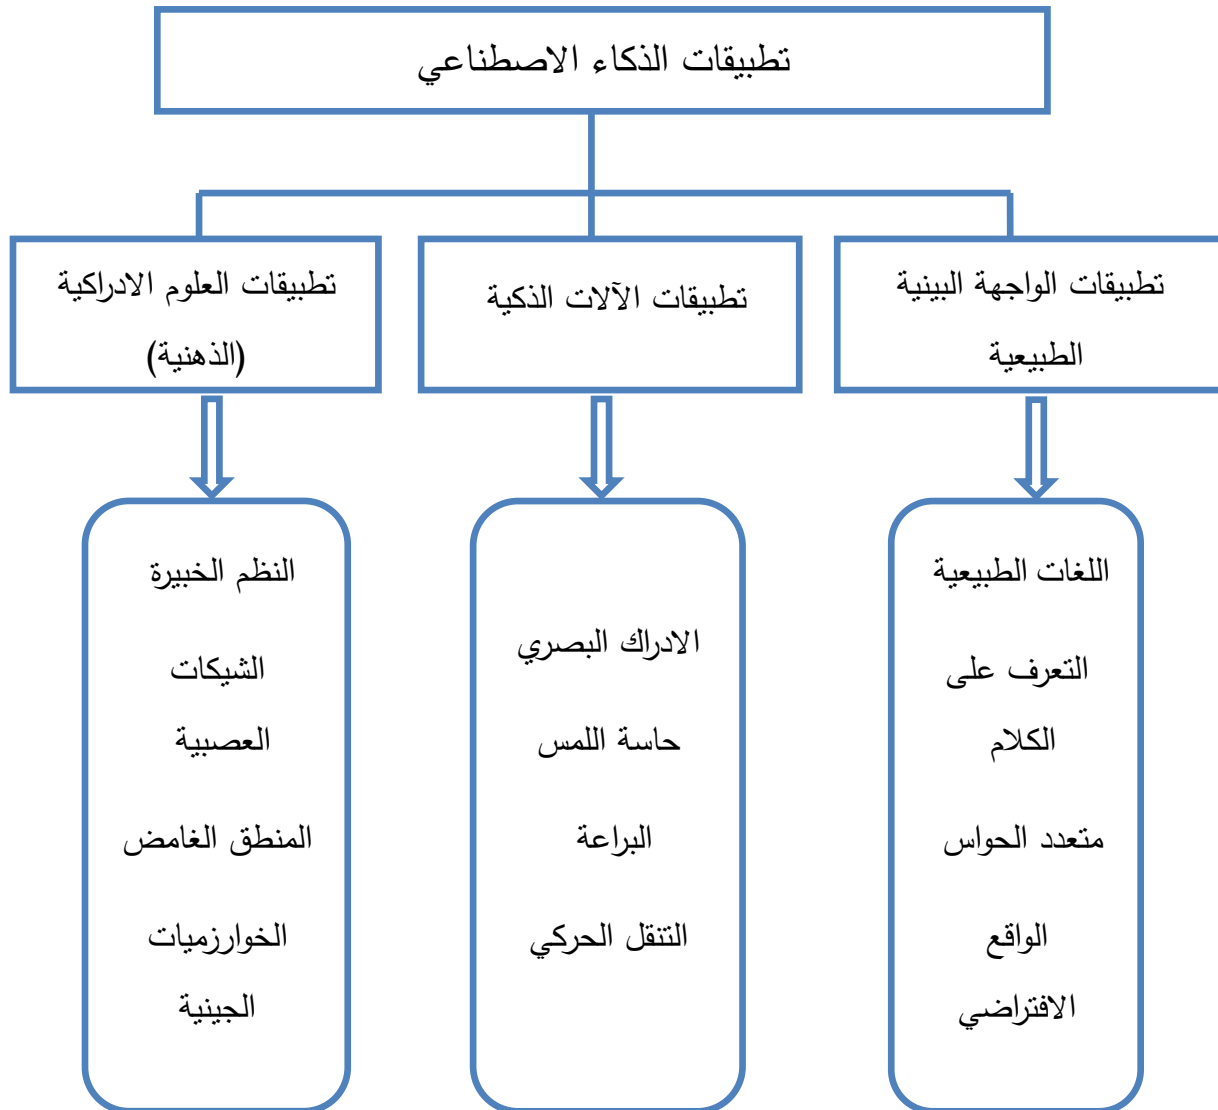 تطبيقات الذكاء الاصطناعي
تطبيقات الواجهة البينية
الطبيعية
تطبيقات الآلات الذكية
تطبيقات العلوم الادراكية
(الذهنية)
اللغات الطبيعية
التعرف على
الكلام
متعدد الحواس
الواقع
الافتراضي
الادراك البصري
حاسة اللمس
البراعة
التنقل الحركي
النظم الخبيرة
الشيكات
العصبية
المنطق الغامض
الخوارزميات
الجينية